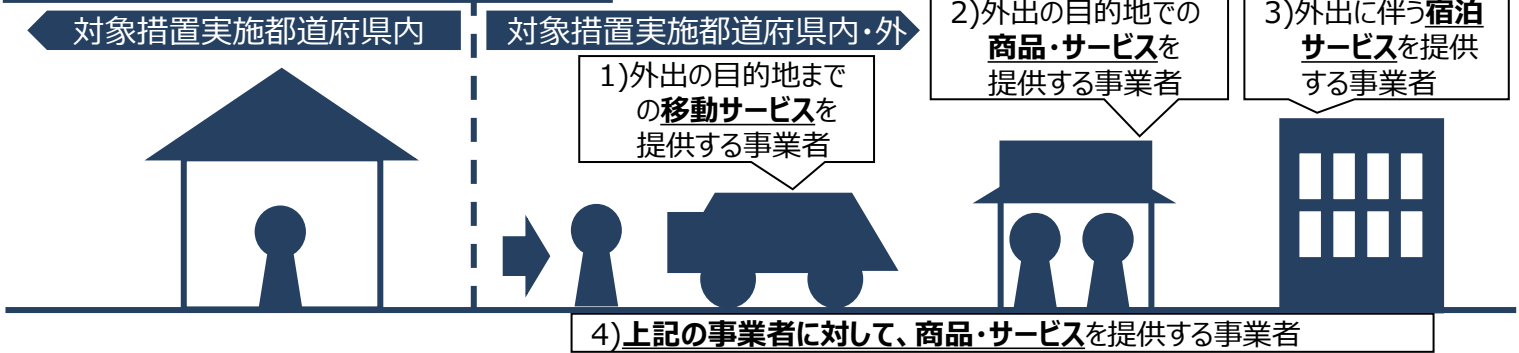 対象措置実施都道府県内
対象措置実施都道府県内・外
1)外出の目的地まで
の移動サービスを
提供する事業者
2)外出の目的地での
商品・サービスを
提供する事業者
3)外出に伴う宿泊
サービスを提供
する事業者
4)上記の事業者に対して、商品・サービスを提供する事業者